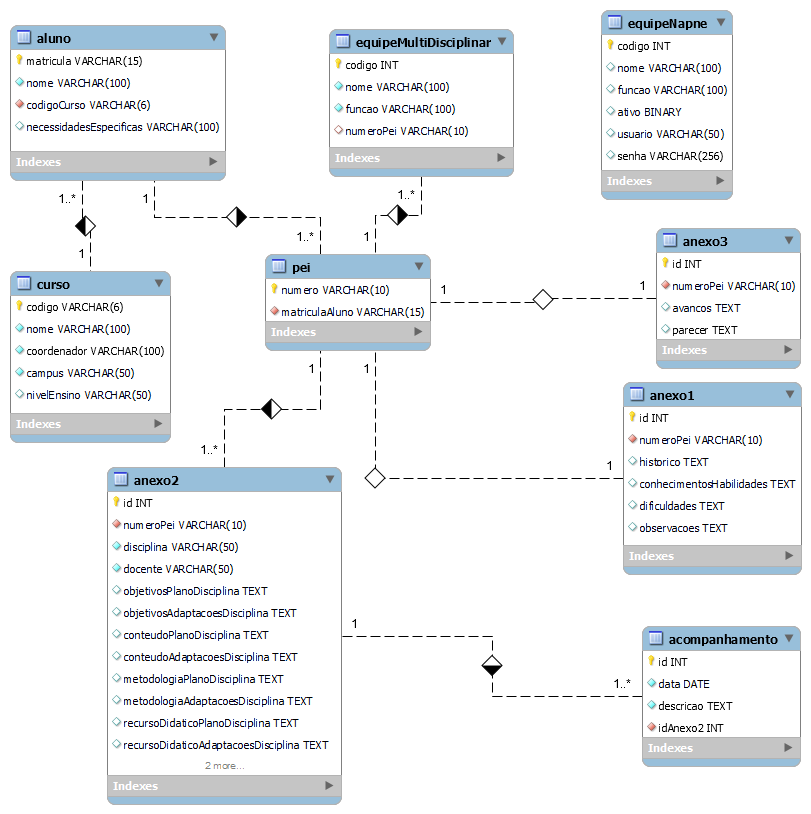 aluno
matricula VARCHAR(15)
nome VARCHAR(100)
codigoCurso VARCHAR(6)
necessidadesEspecificas VARCHAR(100)
Indexes
equipeMultiDisciplinar
codigo INT
nome VARCHAR(100)
funcao VARCHAR(100)
numeroPei VARCHAR(10)
Indexes
equipeNapne
codigo INT
nome VARCHAR(100)
funcao VARCHAR(100)
ativo BINARY
usuario VARCHAR(50)
senha VARCHAR(256)
Indexes
1..*
1
1
1..*
1..*
1
curso
codigo VARCHAR(6)
nome VARCHAR(100)
coordenador VARCHAR(100)
campus VARCHAR(50)
nivelEnsino VARCHAR(50)
Indexes
pei
numero VARCHAR(10)
matriculaAluno VARCHAR(15)
Indexes
1
1
anexo3
id INT
numeroPei VARCHAR(10)
avancos TEXT
parecer TEXT
Indexes
1
1..*
1
1
anexo1
id INT
numeroPei VARCHAR(10)
historico TEXT
conhecimentosHabilidades TEXT
dificuldades TEXT
observacoes TEXT
Indexes
anexo2
id INT
numeroPei VARCHAR(10)
disciplina VARCHAR(50)
docente VARCHAR(50)
objetivosPlanoDisciplina TEXT
objetivosAdaptacoesDisciplina TEXT
conteudoPlanoDisciplina TEXT
conteudoAdaptacoesDisciplina TEXT
metodologiaPlanoDisciplina TEXT
metodologiaAdaptacoesDisciplina TEXT
recursoDidaticoPlanoDisciplina TEXT
recursoDidaticoAdaptacoesDisciplina TEXT
2 more...
Indexes
1
1..*
acompanhamento
id INT
data DATE
descricao TEXT
idAnexo2 INT
Indexes